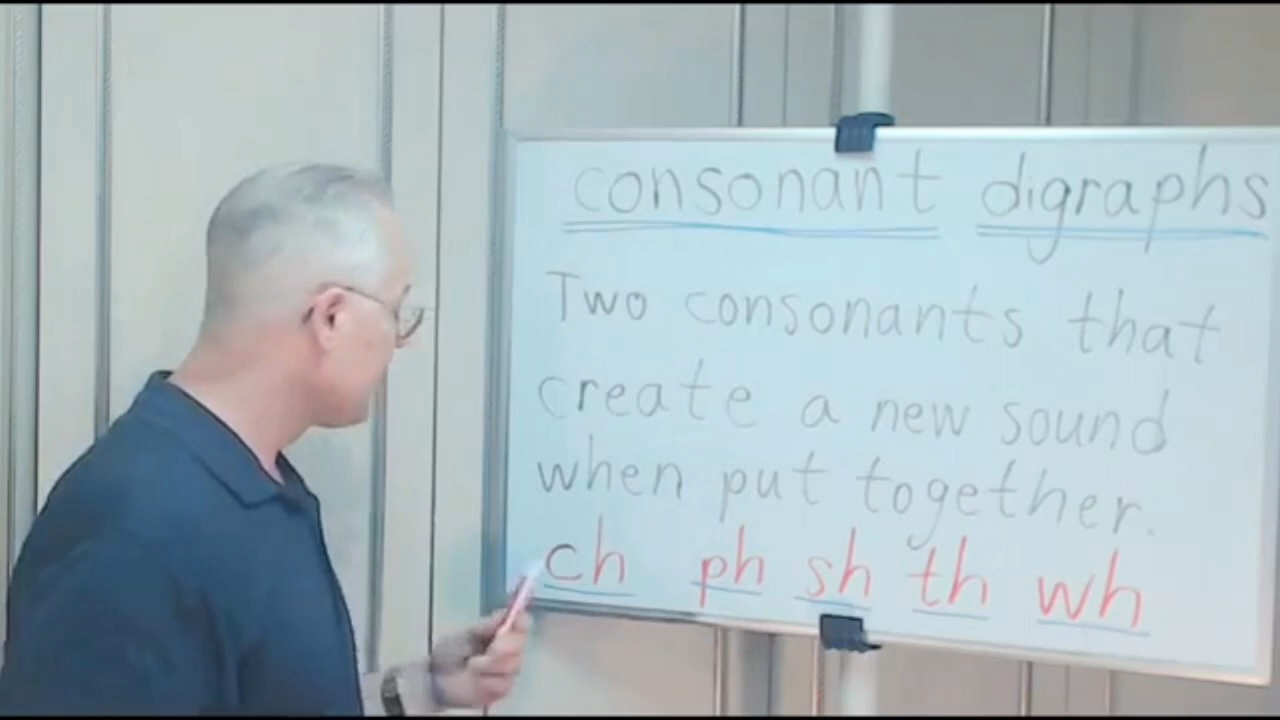 consonant digraphs
Two consonants that
create a new sound
when put together.
ch ph sh th wh